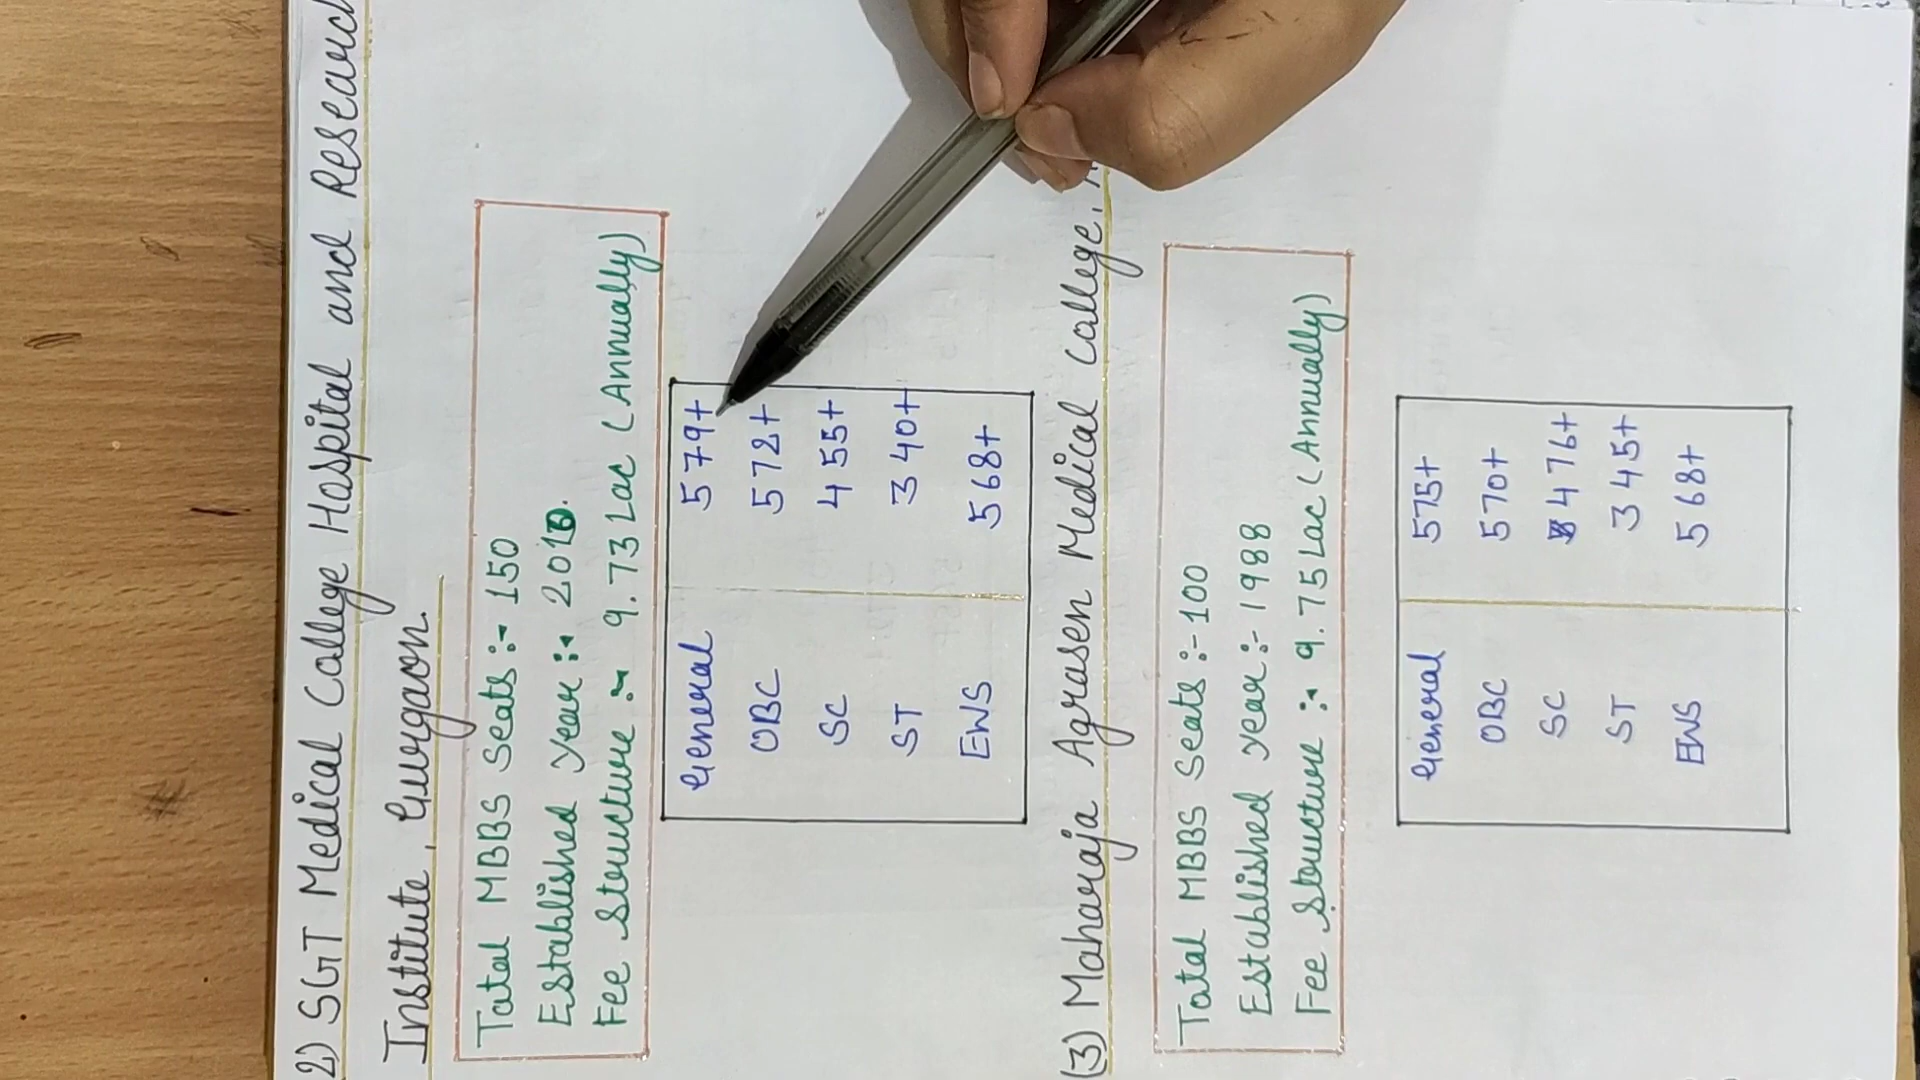 2) SGT Medical College Hospital and Research
Institute, Gurgaon.
Total MBBS Seats :- 150
Established year :-
Fee Structure :- 9.73 Lac (Annually)
General 579+
OBC 572+
SC 455+
ST 340+
EWS 568+
(3) Maharaja Agrasen Medical College,
Total MBBS Seats :- 100
Established year :- 1988
Fee Structure :- 9.75 Lac (Annually)
General 575+
OBC 570+
SC 476+
ST 345+
EWS 568+